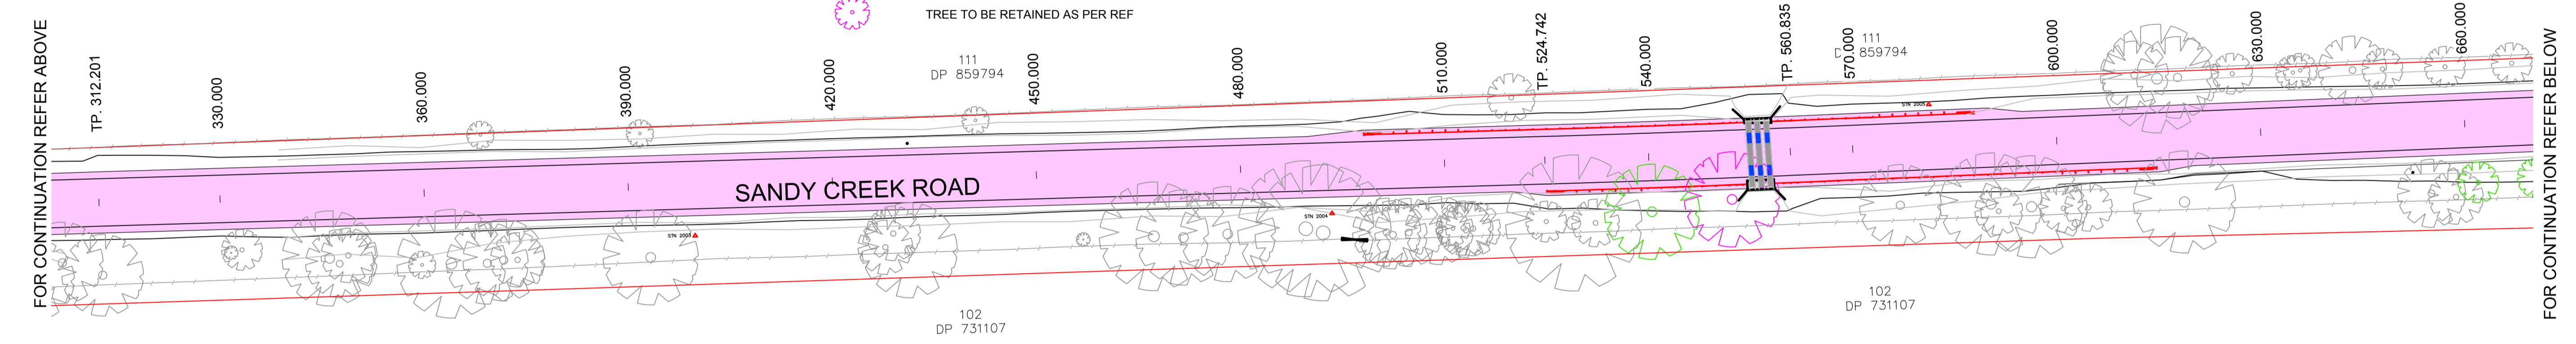 TREE TO BE RETAINED AS PER REF
FOR CONTINUATION REFER ABOVE
TP. 312.201
330.000
360.000
390.000
420.000
450.000
480.000
510.000
TP. 524.742
540.000
TP. 560.835
570.000
600.000
630.000
660.000
111
DP 859794
111
D 859794
STN 2005
SANDY CREEK ROAD
STN 2003
STN 2004
102
DP 731107
102
DP 731107
FOR CONTINUATION REFER BELOW